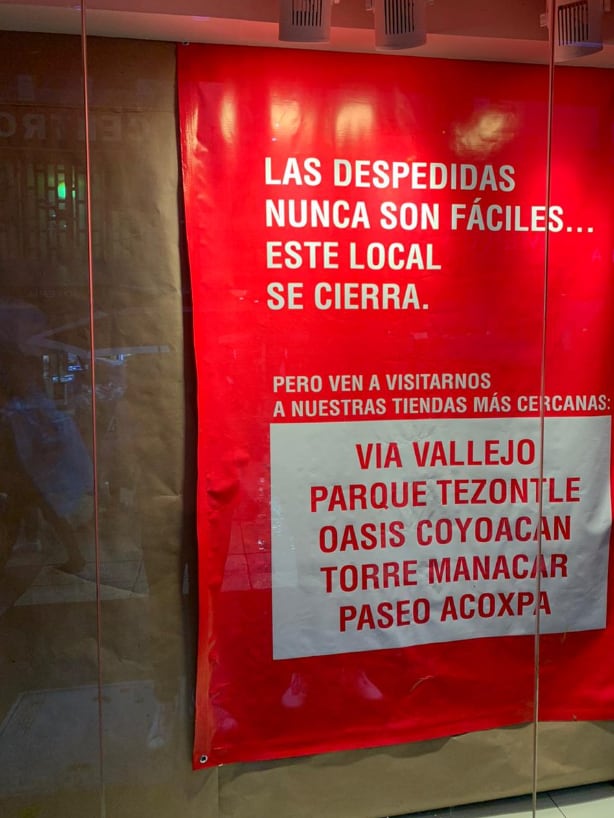 LAS DESPEDIDAS
NUNCA SON FÁCILES...
ESTE LOCAL
SE CIERRA.
PERO VEN A VISITARNOS
A NUESTRAS TIENDAS MÁS CERCANAS:
VIA VALLEJO
PARQUE TEZONTLE
OASIS COYOACAN
TORRE MANACAR
PASEO ACOXPA